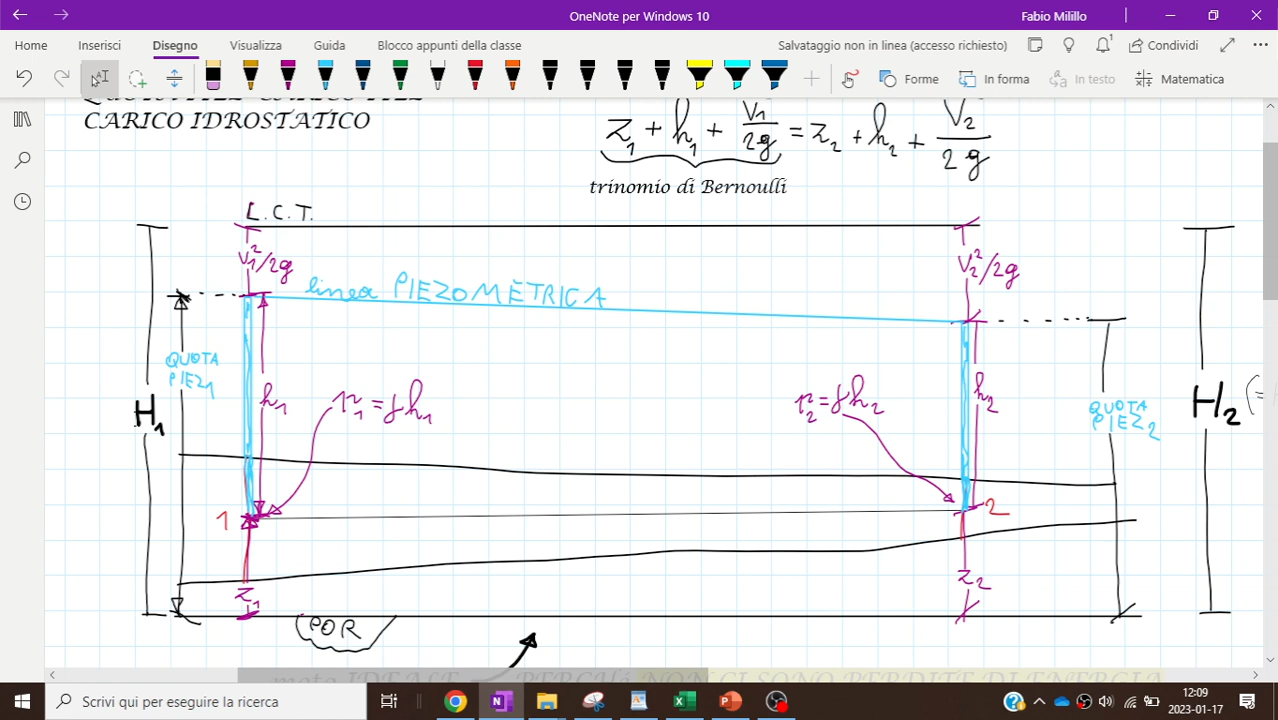 OneNote per Windows 10
Fabio Milillo
Home Inserisci Disegno Visualizza Guida Blocco appunti della classe
Salvataggio non in linea (accesso richiesto) Condividi
Forme In forma In testo Matematica
CARICO IDROSTATICO
z₁ + h₁ + V₁²/2g = z₂ + h₂ + V₂²/2g
trinomio di Bernoulli
L.C.T.
V₁²/2g
V₂²/2g
linea PIEZOMÈTRICA
QUOTA
PIEZ1
H₁
h₁
p₁=γh₁
p₂=γh₂
h₂
QUOTA
PIEZ₂
H₂ (=
1
2
z₁
z₂
POR
Scrivi qui per eseguire la ricerca
12:09
2023-01-17